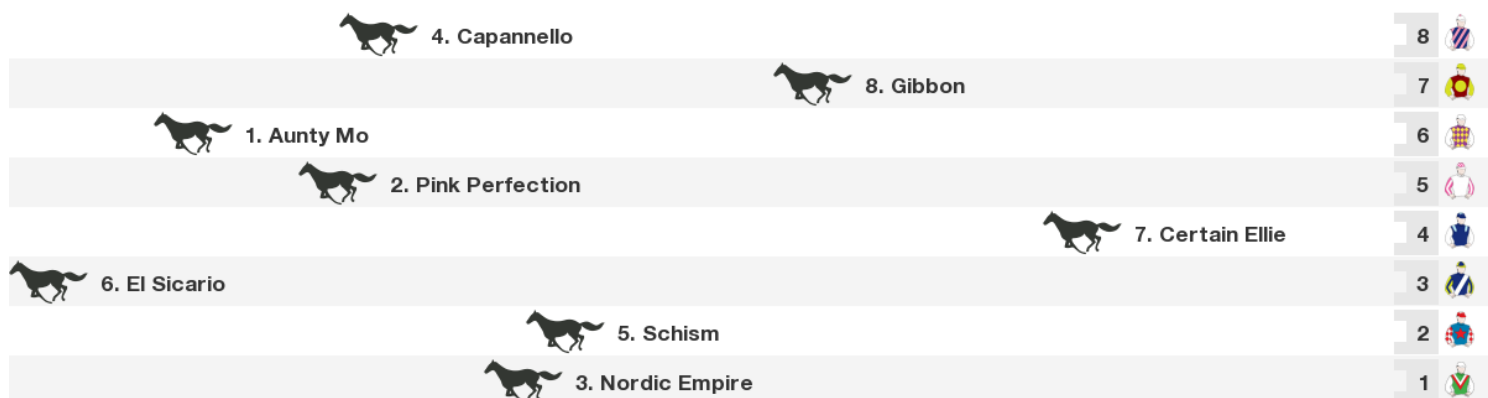 4. Capannello 8
8. Gibbon 7
1. Aunty Mo 6
2. Pink Perfection 5
7. Certain Ellie 4
6. El Sicario 3
5. Schism 2
3. Nordic Empire 1